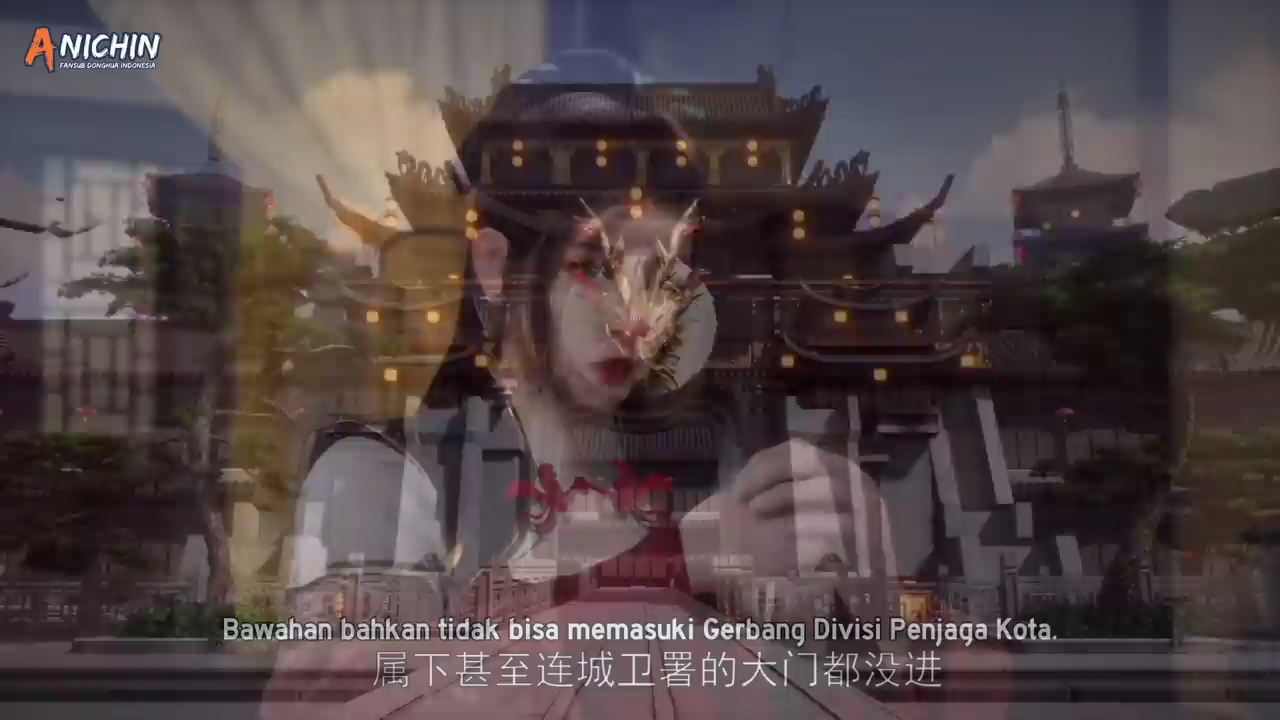 ANICHIN
FANSUB DONGHUA INDONESIA
Bawahan bahkan tidak bisa memasuki Gerbang Divisi Penjaga Kota.
属下甚至连城卫署的大门都没进